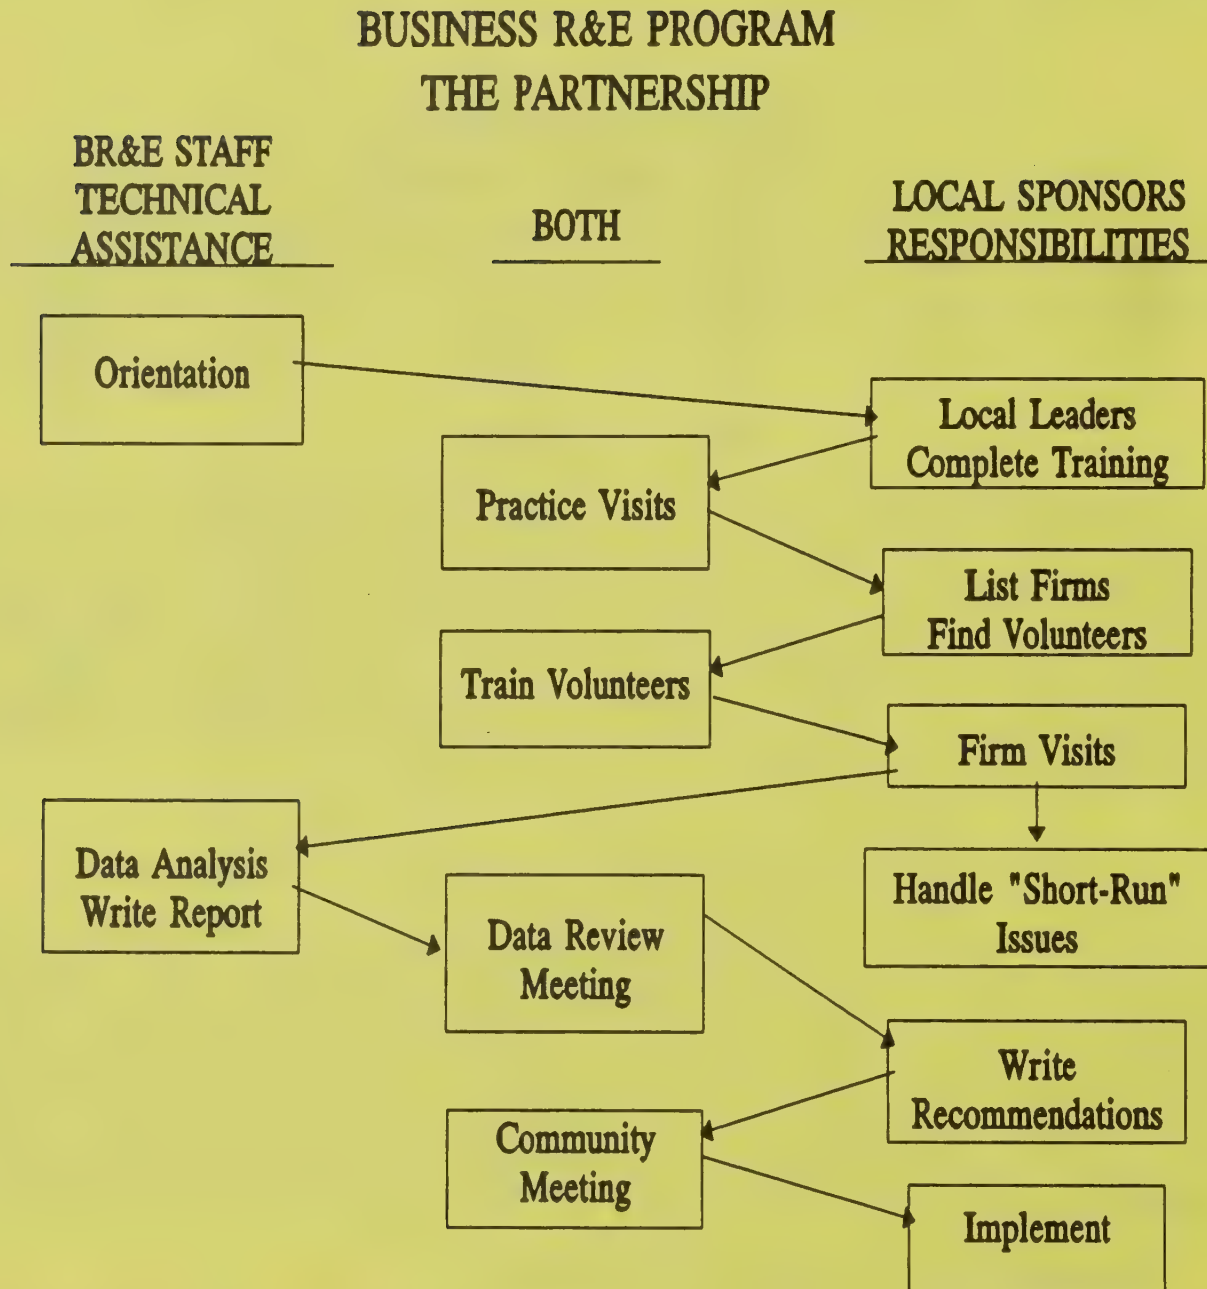 BUSINESS R&E PROGRAM
THE PARTNERSHIP
BR&E STAFF
TECHNICAL
ASSISTANCE
BOTH
LOCAL SPONSORS
RESPONSIBILITIES
Orientation
Local Leaders
Complete Training
Practice Visits
List Firms
Find Volunteers
Train Volunteers
Firm Visits
Data Analysis
Write Report
Handle "Short-Run"
Issues
Data Review
Meeting
Write
Recommendations
Community
Meeting
Implement